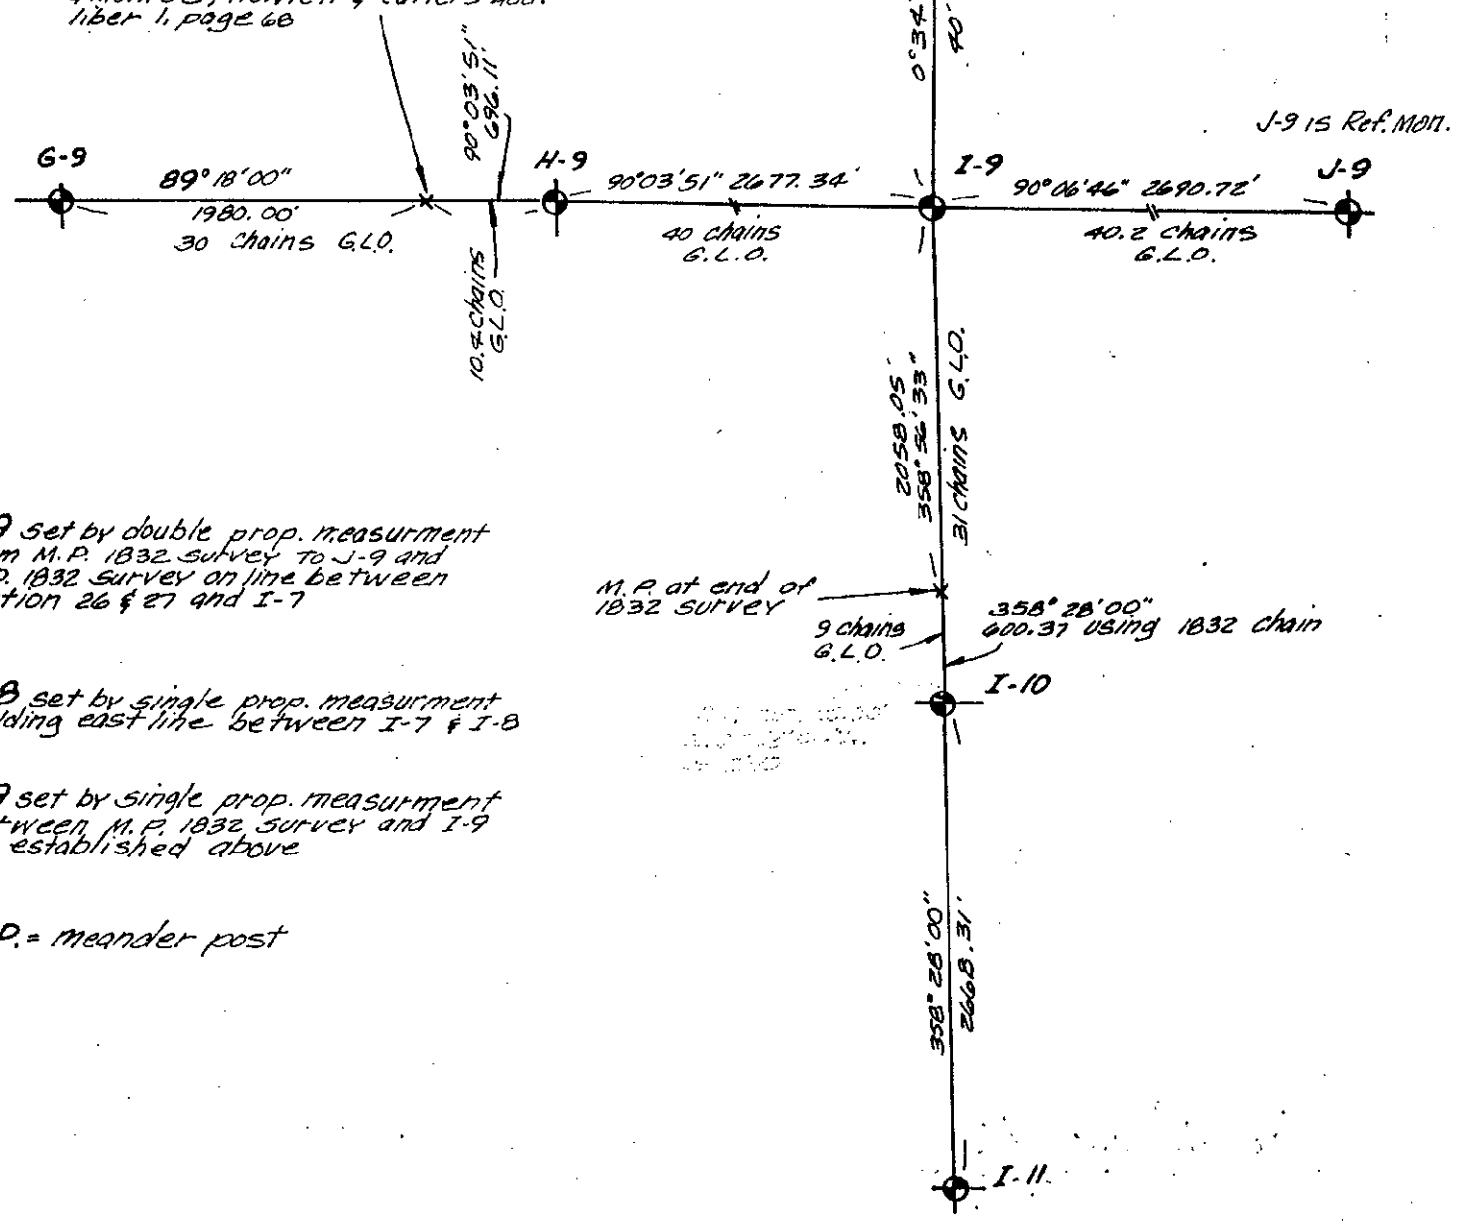 liber 1, page 68
0°34'
40'
90°03'51"
696.11'
J-9 is Ref. Mon.
G-9
89°18'00"
1980.00'
30 chains G.L.O.
H-9
90°03'51" 2677.34'
40 chains
G.L.O.
I-9
90°06'46" 2690.72'
40.2 chains
G.L.O.
J-9
10.4 chains
G.L.O.
2058.05'
358°56'33"
31 chains G.L.O.
9 set by double prop. measurment
m M.P. 1832 survey to J-9 and
P. 1832 survey on line between
tion 26 & 27 and I-7
M.P. at end of
1832 survey
9 chains
G.L.O.
358°28'00"
600.37 using 1832 chain
I-10
8 set by single prop. measurment
lding east line between I-7 & I-8
9 set by single prop. measurment
tween M.P. 1832 survey and I-9
established above
P. = meander post
358°28'00"
2668.31'
I-11